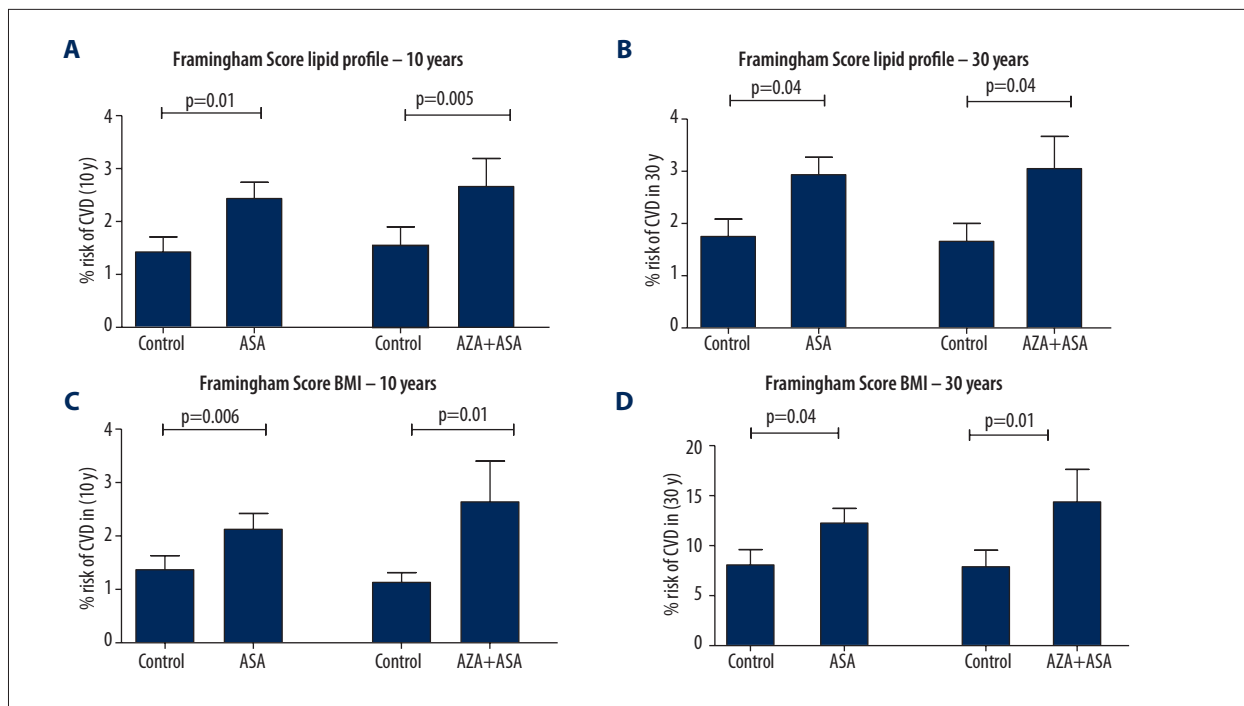 A
Framingham Score lipid profile – 10 years
p=0.01
p=0.005
% risk of CVD (10 y)
4
3
2
1
0
Control
ASA
Control
AZA+ASA
B
Framingham Score lipid profile – 30 years
p=0.04
p=0.04
% risk of CVD in 30 y
4
3
2
1
0
Control
ASA
Control
AZA+ASA
C
Framingham Score BMI – 10 years
p=0.006
p=0.01
% risk of CVD in (10 y)
4
3
2
1
0
Control
ASA
Control
AZA+ASA
D
Framingham Score BMI – 30 years
p=0.04
p=0.01
% risk of CVD in (30 y)
20
15
10
5
0
Control
ASA
Control
AZA+ASA